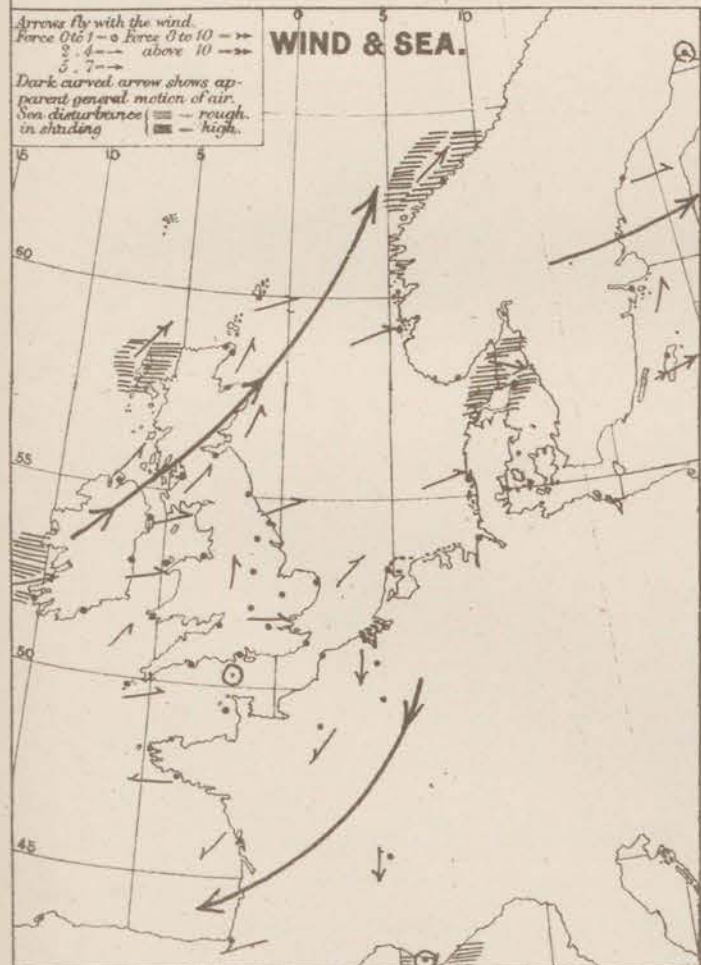 Arrows fly with the wind.
Force 0 to 1 – o Force 8 to 10 –
2 . 4 – above 10 –
5 . 7 –
Dark curved arrow shows ap-
parent general motion of air.
Sea disturbance – rough.
in shading – high.
WIND & SEA.
0 5 10
15 10 5
60
55
50
45